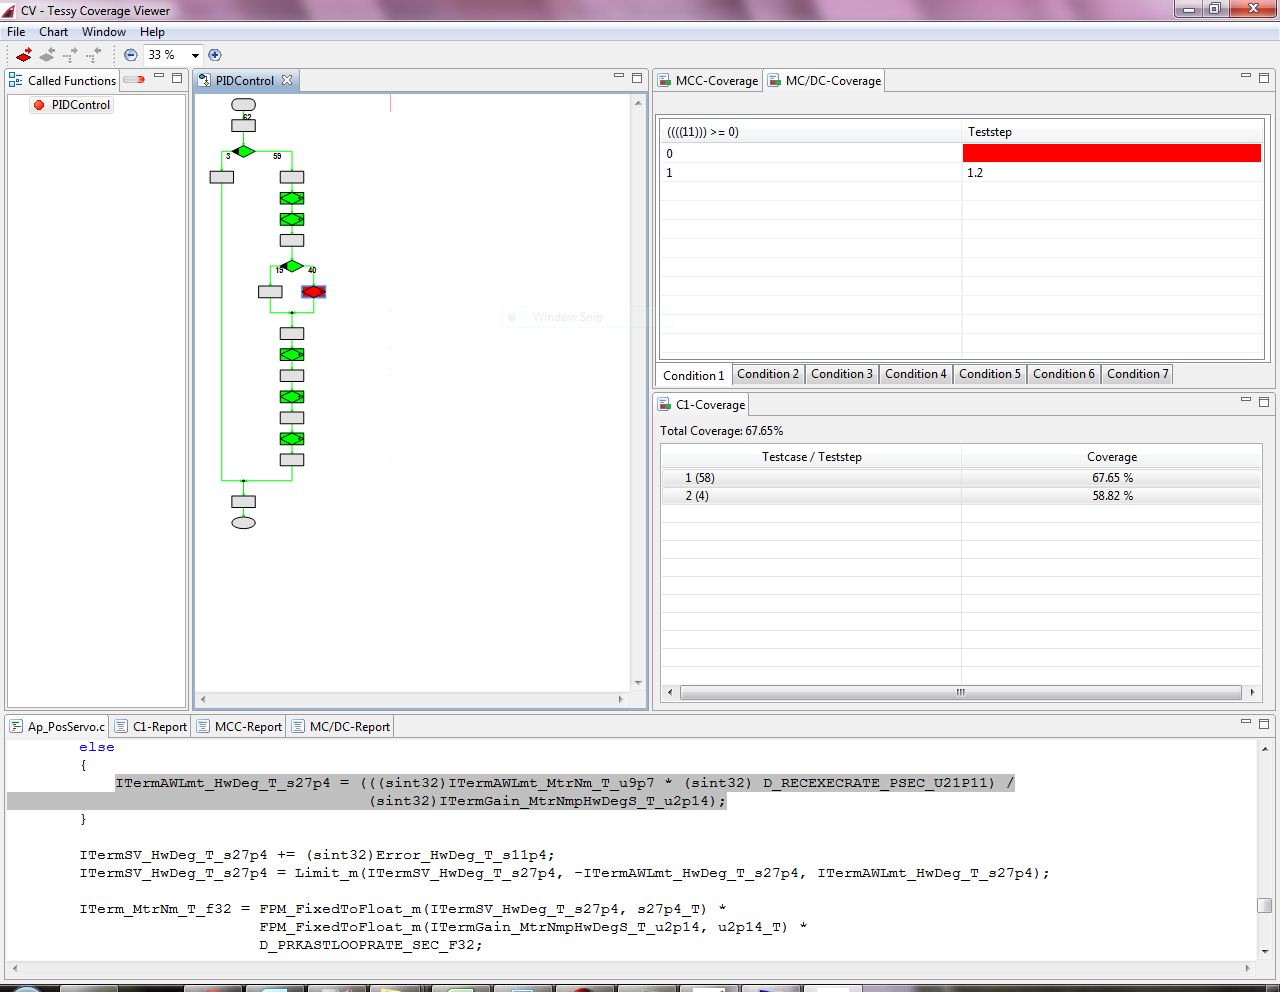 CV - Tessy Coverage Viewer
File Chart Window Help
33 %
Called Functions
PIDControl
PIDControl
62
3
59
19
40
Window Snip
MCC-Coverage
MC/DC-Coverage
((((11))) >= 0)
Teststep
0
1
1.2
Condition 1
Condition 2
Condition 3
Condition 4
Condition 5
Condition 6
Condition 7
C1-Coverage
Total Coverage: 67.65%
Testcase / Teststep
Coverage
1 (58)
67.65 %
2 (4)
58.82 %
Ap_PosServo.c
C1-Report
MCC-Report
MC/DC-Report
else
{
ITermAWLmt_HwDeg_T_s27p4 = (((sint32)ITermAWLmt_MtrNm_T_u9p7 * (sint32) D_RECEXECRATE_PSEC_U21P11) /
(sint32)ITermGain_MtrNmpHwDegS_T_u2p14);
}
ITermSV_HwDeg_T_s27p4 += (sint32)Error_HwDeg_T_s11p4;
ITermSV_HwDeg_T_s27p4 = Limit_m(ITermSV_HwDeg_T_s27p4, -ITermAWLmt_HwDeg_T_s27p4, ITermAWLmt_HwDeg_T_s27p4);
ITerm_MtrNm_T_f32 = FPM_FixedToFloat_m(ITermSV_HwDeg_T_s27p4, s27p4_T) *
FPM_FixedToFloat_m(ITermGain_MtrNmpHwDegS_T_u2p14, u2p14_T) *
D_PRKASTLOOPRATE_SEC_F32;